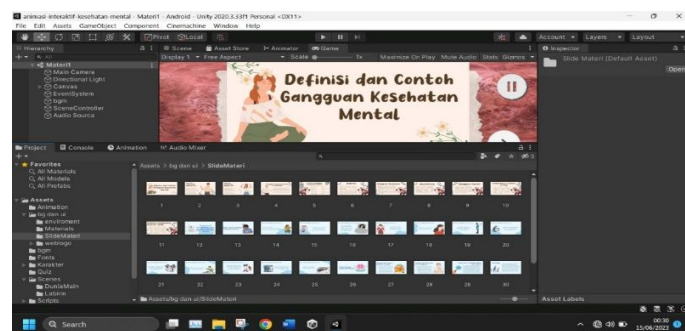 animasi-interaktif-kesehatan-mental - Materi1 - Android - Unity 2020.3.33f1 Personal <DX11>
File Edit Assets GameObject Component Cinemachine Window Help
Pivot Local
Account Layers Layout
Hierarchy
Scene Asset Store Animator Game
Inspector
All
Display 1 Free Aspect Scale 1x Maximize On Play Mute Audio Stats Gizmos
Slide Materi (Default Asset)
Open
Materi1
Main Camera
Directional Light
Canvas
EventSystem
bgm
SceneController
Audio Source
Definisi dan Contoh
Gangguan Kesehatan
Mental
Project Console Animation Audio Mixer
Favorites
All Materials
All Models
All Prefabs
Assets
Animation
bg dan ui
enviroment
Materials
SlideMateri
weblogo
bgm
Fonts
Karakter
Quiz
Scenes
DuniaMain
Labirin
Scripts
Assets > bg dan ui > SlideMateri
1 2 3 4 5 6 7 8 9 10
11 12 13 14 15 16 17 18 19 20
21 22 23 24 25 26 27 28 29 30
Assets/bg dan ui/SlideMateri
Asset Labels
Search
00:30
15/06/2023